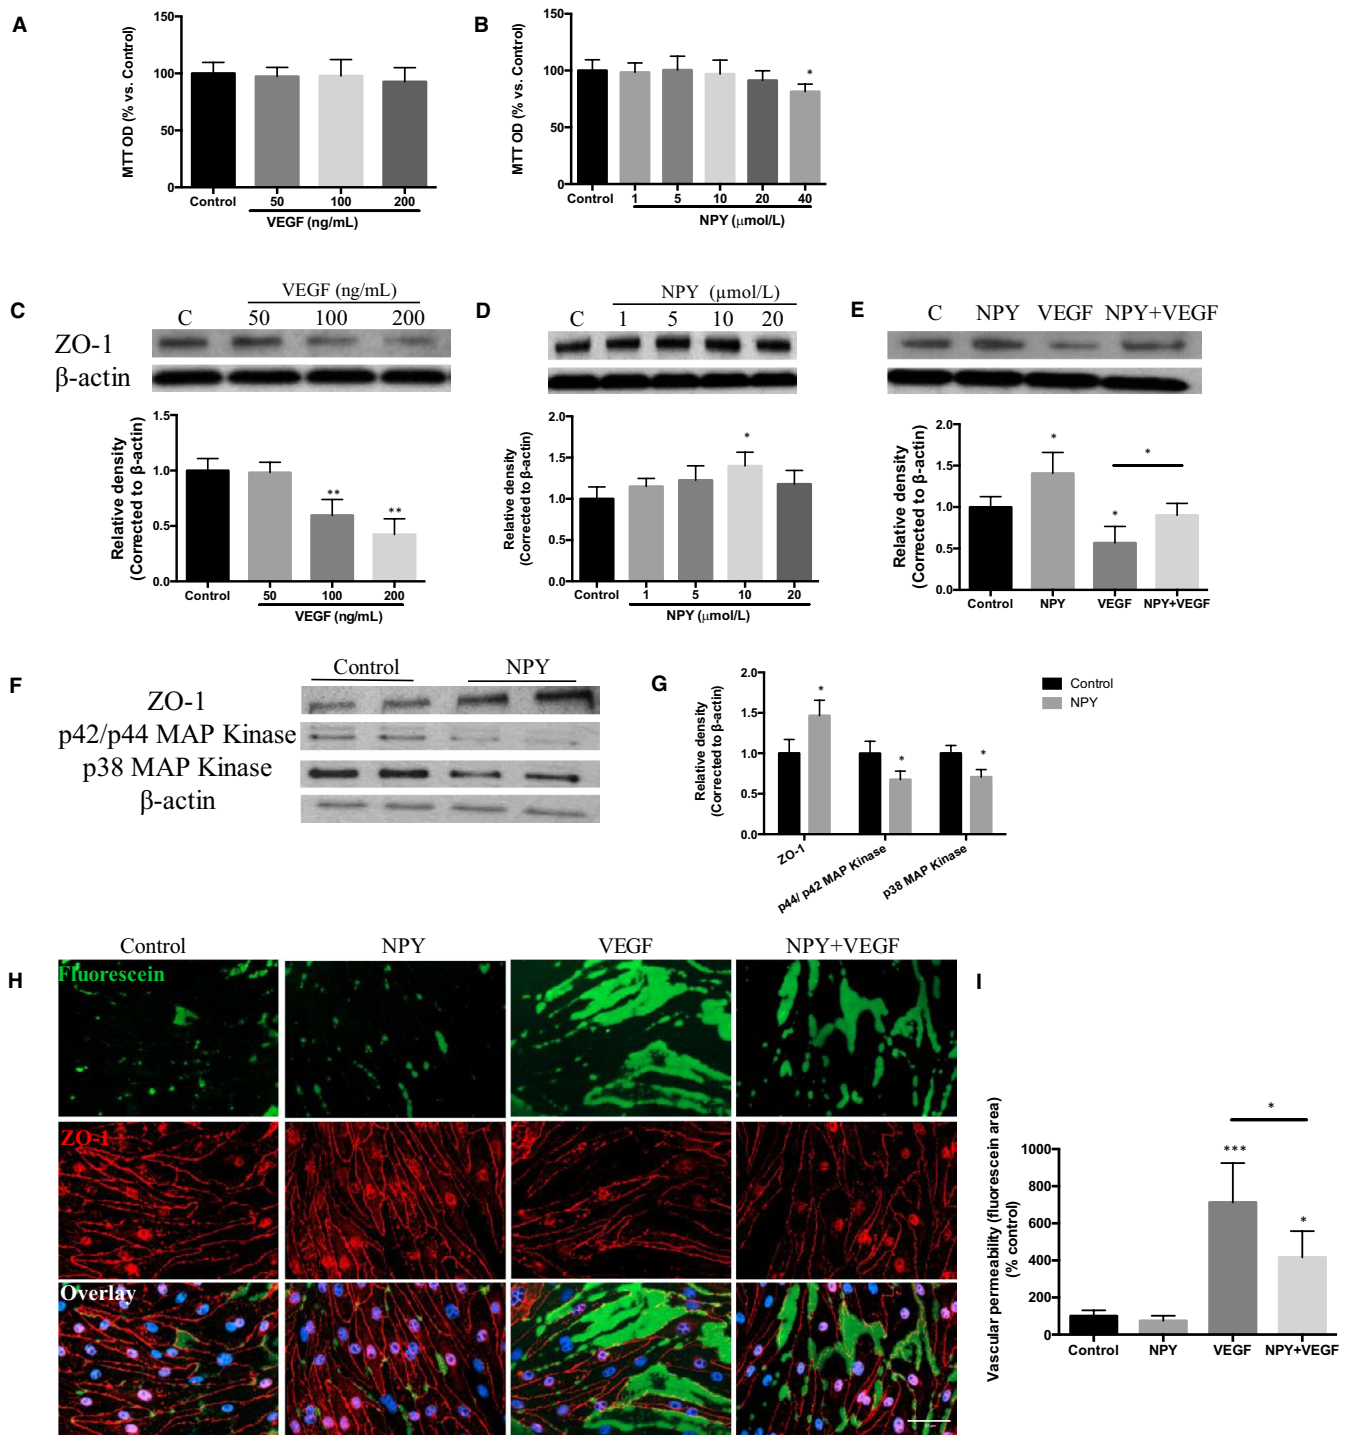 A
MTT OD (% vs. Control)
150
100
50
0
Control
50
100
200
VEGF (ng/mL)
B
MTT OD (% vs. Control)
150
100
50
0
*
Control
1
5
10
20
40
NPY (μmol/L)
C
VEGF (ng/mL)
C
50
100
200
ZO-1
β-actin
Relative density
(Corrected to β-actin)
1.5
1.0
0.5
0.0
**
**
Control
50
100
200
VEGF (ng/mL)
D
NPY (μmol/L)
C
1
5
10
20
Relative density
(Corrected to β-actin)
2.0
1.5
1.0
0.5
0.0
*
Control
1
5
10
20
NPY (μmol/L)
E
C
NPY
VEGF
NPY+VEGF
Relative density
(Corrected to β-actin)
2.0
1.5
1.0
0.5
0.0
*
*
*
Control
NPY
VEGF
NPY+VEGF
F
Control
NPY
ZO-1
p42/p44 MAP Kinase
p38 MAP Kinase
β-actin
G
Relative density
(Corrected to β-actin)
2.0
1.5
1.0
0.5
0.0
*
*
*
ZO-1
p44/ p42 MAP Kinase
p38 MAP Kinase
Control
NPY
H
Control
NPY
VEGF
NPY+VEGF
Fluorescein
ZO-1
Overlay
I
Vascular permeability (fluorescein area)
(% control)
1000
800
600
400
200
0
***
*
*
Control
NPY
VEGF
NPY+VEGF